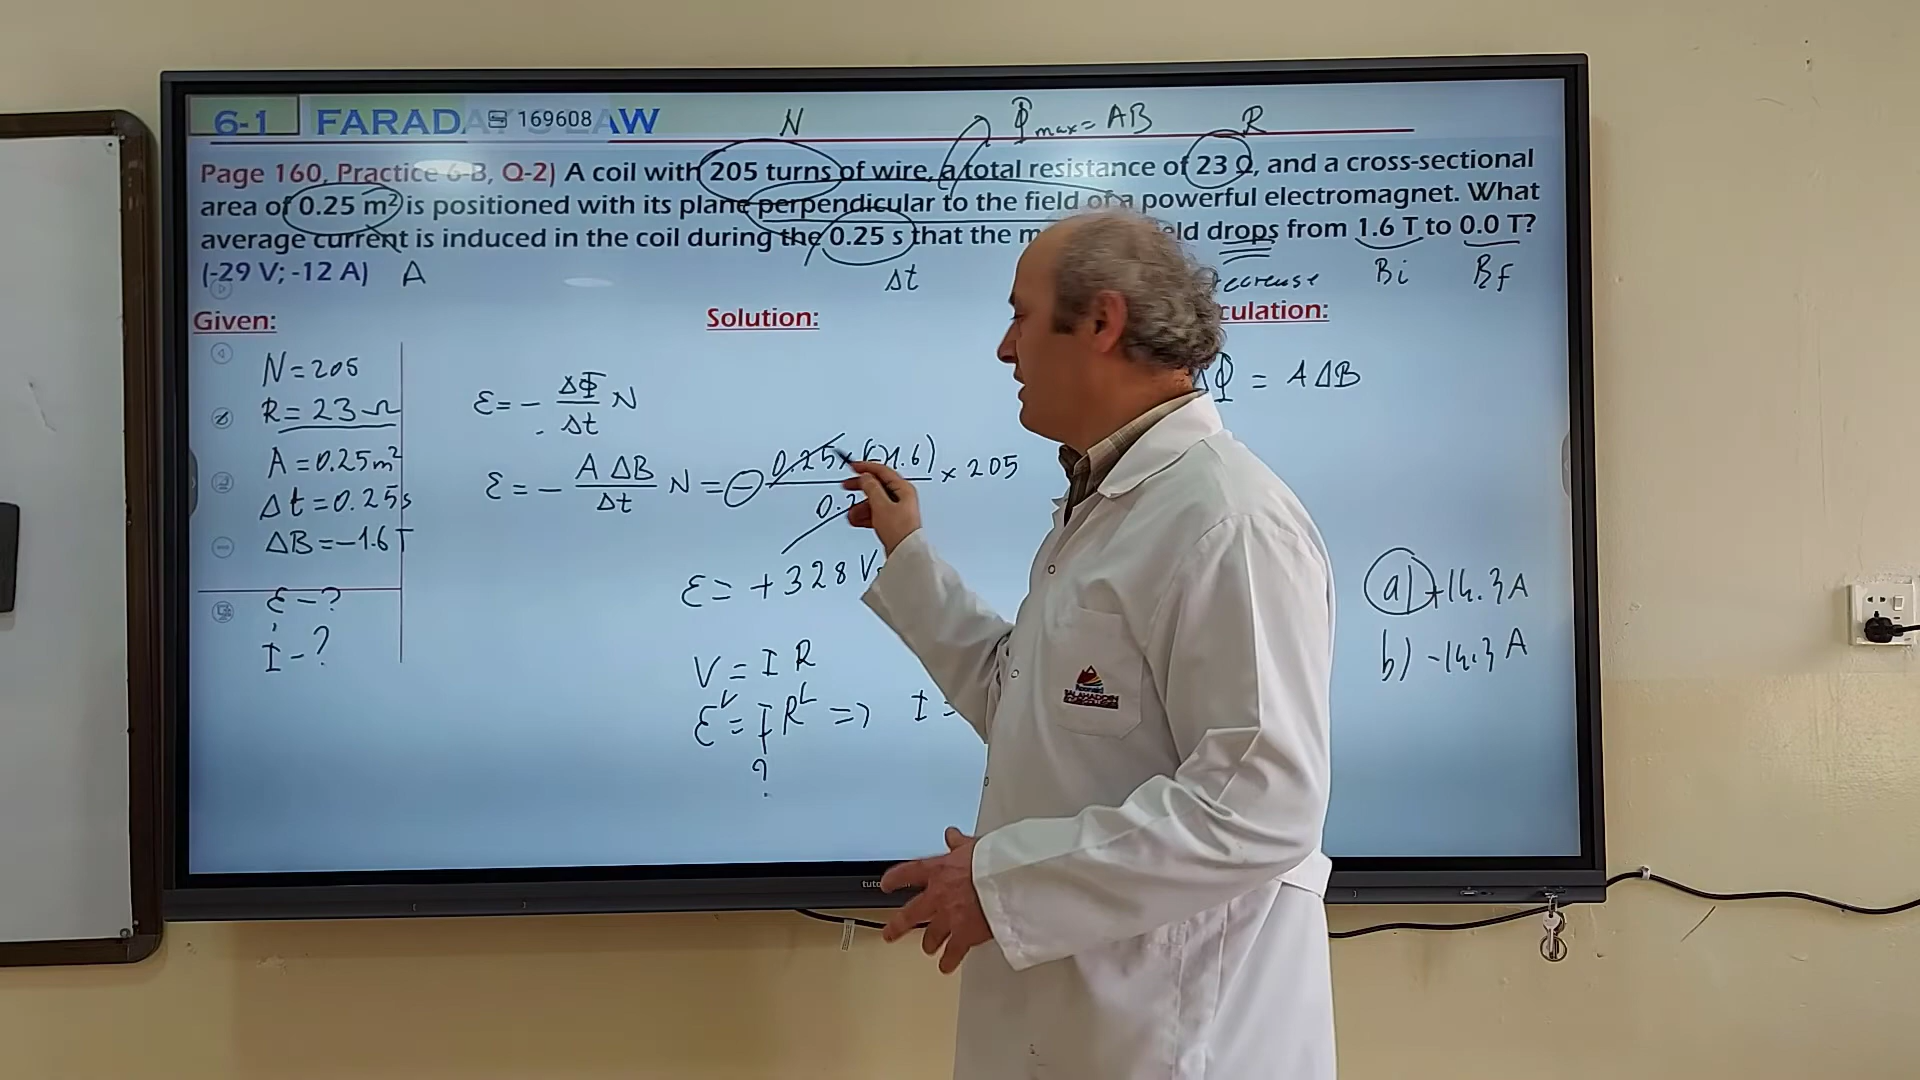 6-1 FARADAY'S LAW
169608
N
Φmax = AB
R
Page 160, Practice 6-B, Q-2) A coil with 205 turns of wire, a total resistance of 23 Ω, and a cross-sectional
area of 0.25 m² is positioned with its plane perpendicular to the field of a powerful electromagnet. What
average current is induced in the coil during the 0.25 s that the m ld drops from 1.6 T to 0.0 T?
(-29 V; -12 A) A
Δt
Bi
Bf
Given:
Solution:
culation:
N = 205
R = 23 Ω
A = 0.25 m²
Δt = 0.25 s
ΔB = -1.6 T
ε - ?
I - ?
ε = - ΔΦ/Δt N
ε = - A ΔB/Δt N = - 0.25 x (-1.6)/0.2 x 205
ε = + 328 V
V = I R
ε = I R => I =
?
ΔΦ = A ΔB
a) +14.3 A
b) -14.3 A